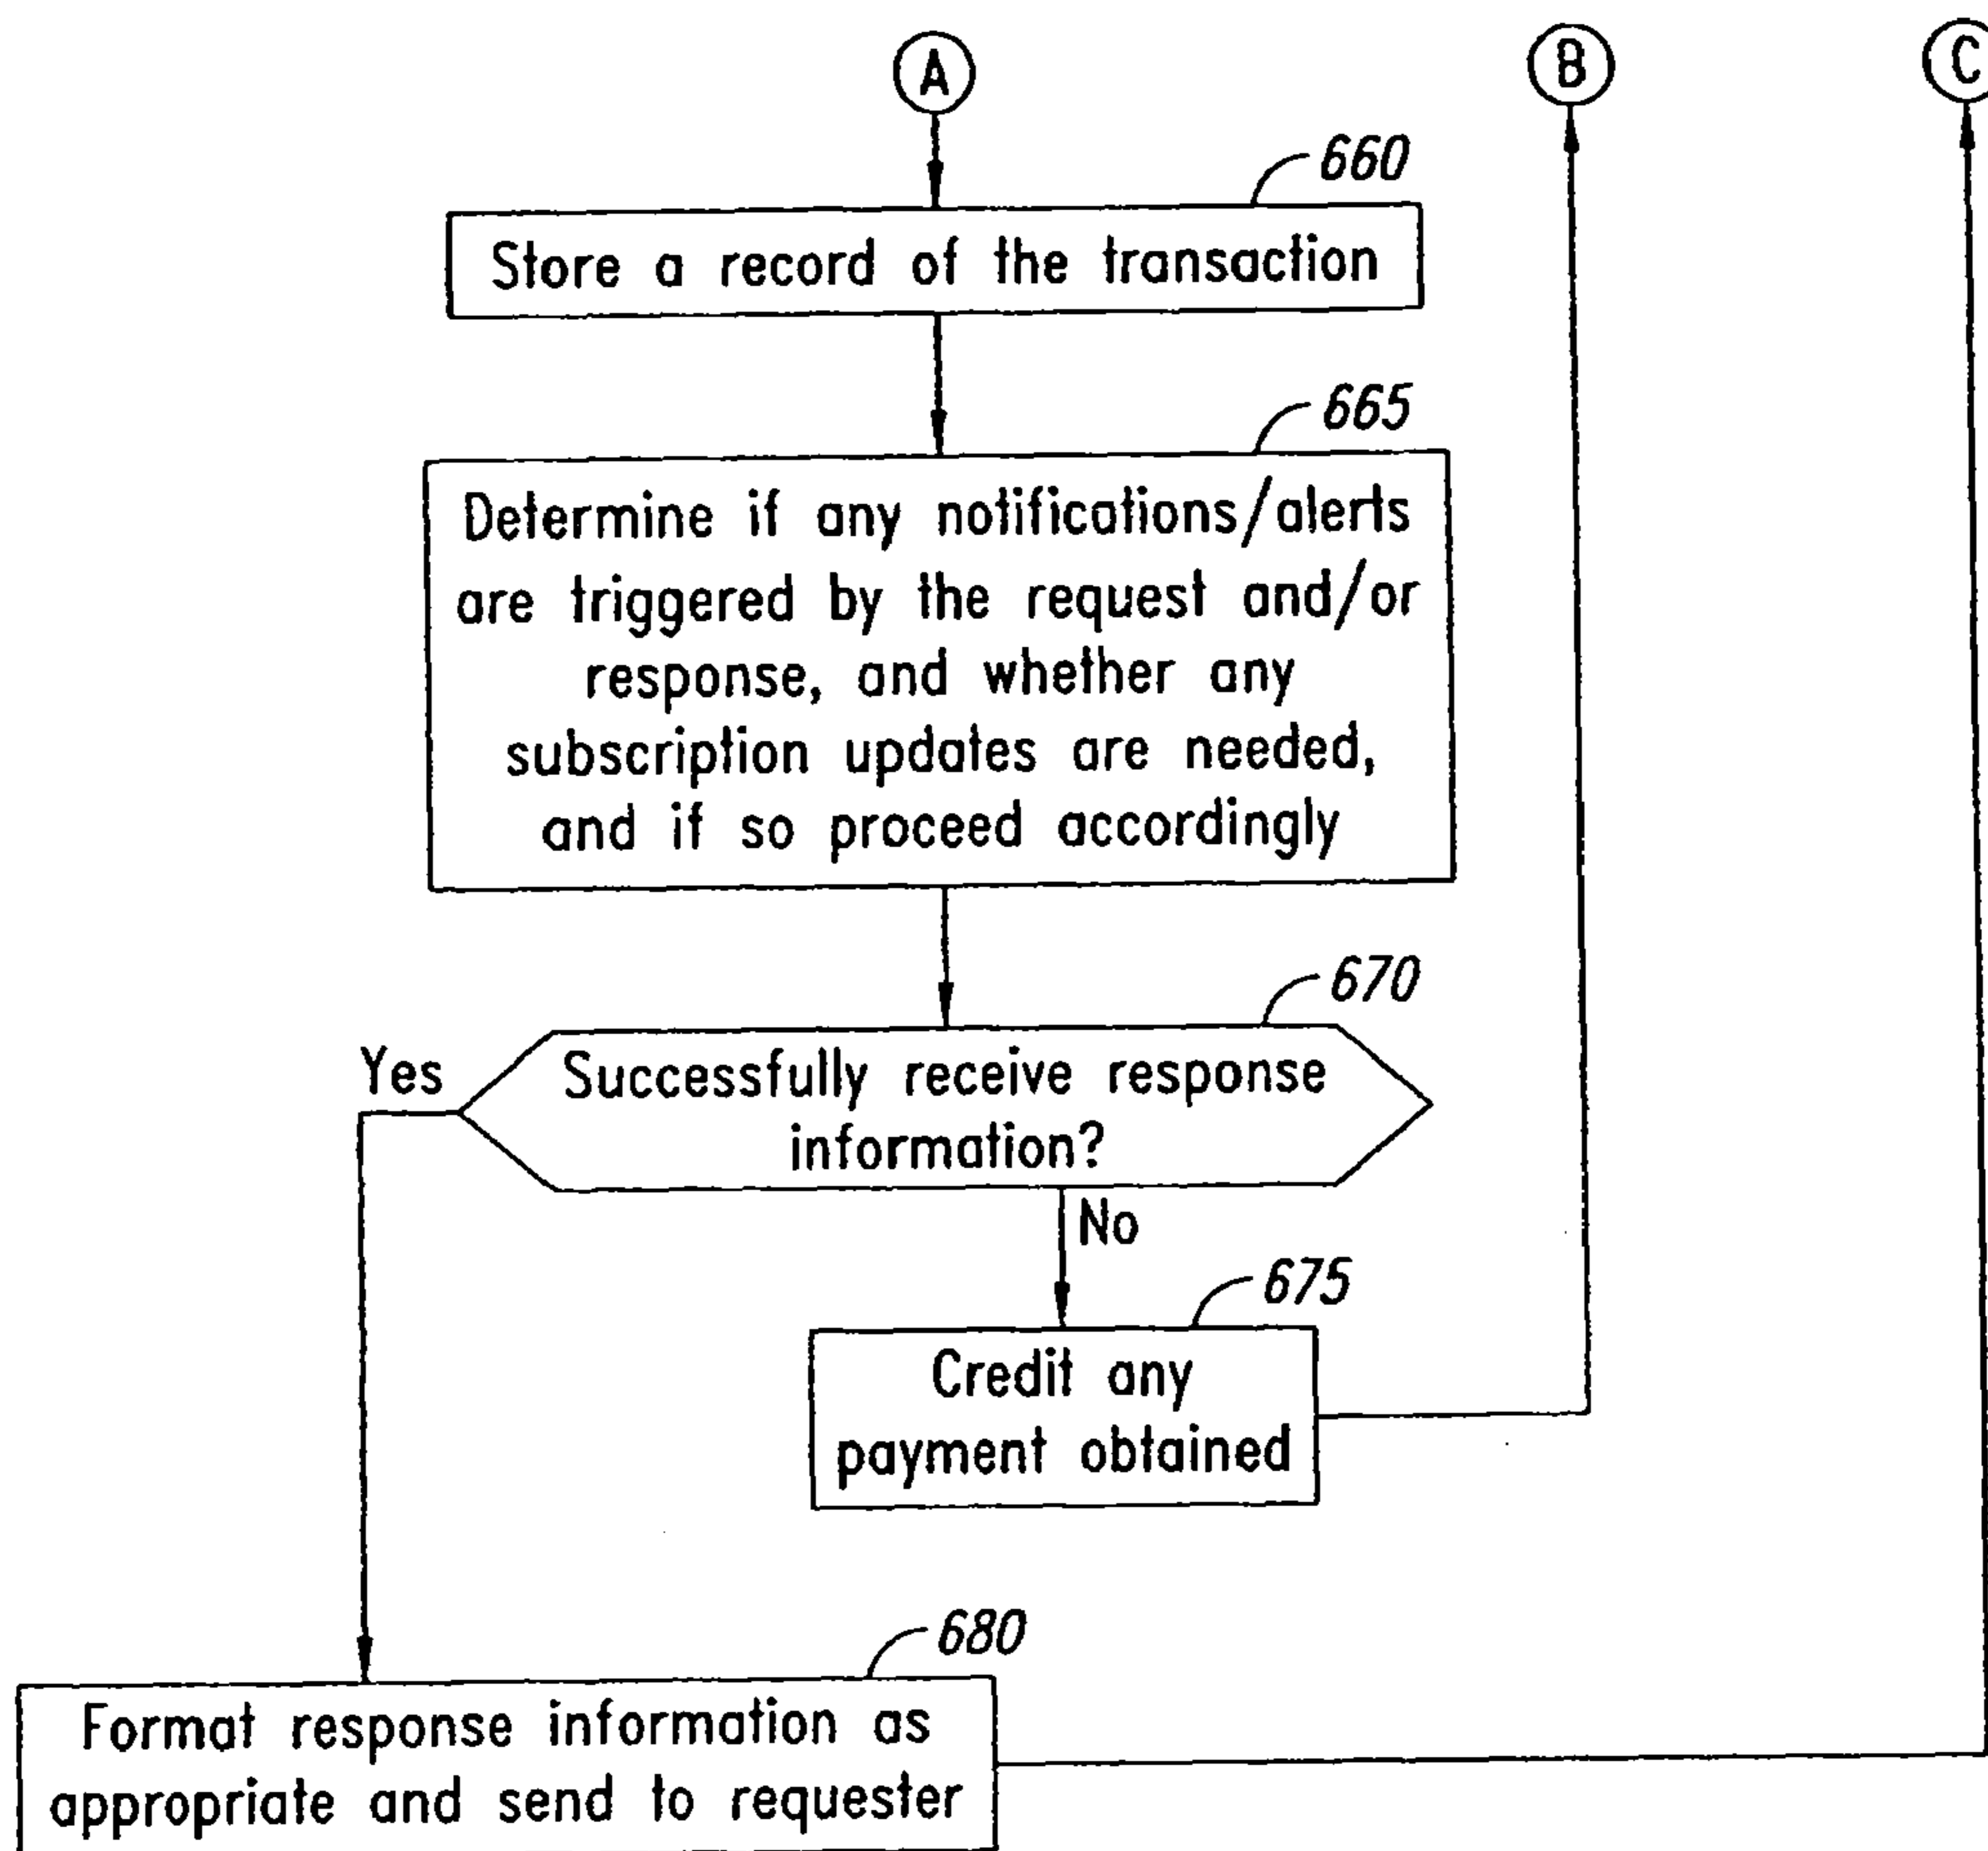 A
B
C
660
Store a record of the transaction
665
Determine if any notifications/alerts
are triggered by the request and/or
response, and whether any
subscription updates are needed,
and if so proceed accordingly
670
Yes
Successfully receive response
information?
No
675
Credit any
payment obtained
680
Format response information as
appropriate and send to requester